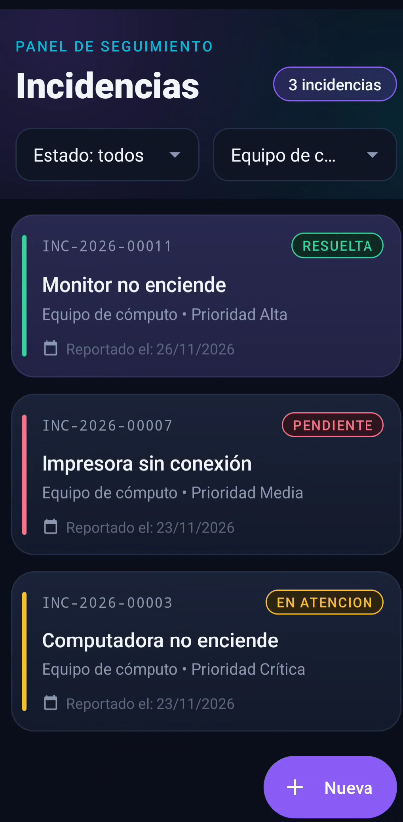 PANEL DE SEGUIMIENTO
Incidencias
3 incidencias
Estado: todos
Equipo de c...
INC-2026-00011
RESUELTA
Monitor no enciende
Equipo de cómputo • Prioridad Alta
Reportado el: 26/11/2026
INC-2026-00007
PENDIENTE
Impresora sin conexión
Equipo de cómputo • Prioridad Media
Reportado el: 23/11/2026
INC-2026-00003
EN ATENCION
Computadora no enciende
Equipo de cómputo • Prioridad Crítica
Reportado el: 23/11/2026
+ Nueva